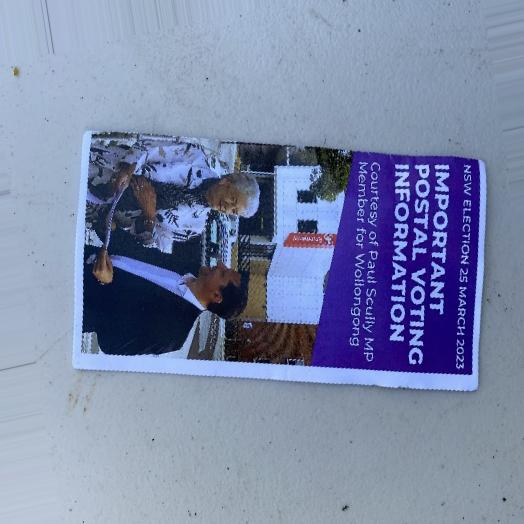 NSW ELECTION 25 MARCH 2023
IMPORTANT
POSTAL VOTING
INFORMATION
Courtesy of Paul Scully MP
Member for Wollongong